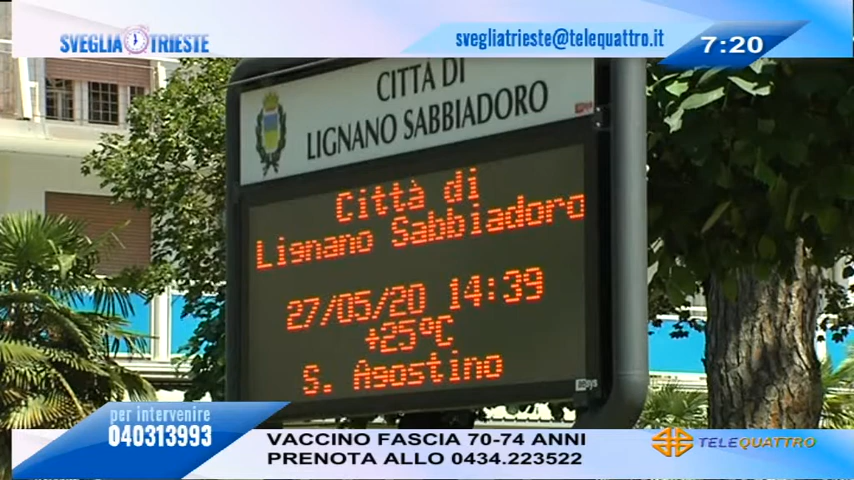 SVEGLIA TRIESTE
svegliatrieste@telequattro.it
7:20
CITTÀ DI
LIGNANO SABBIADORO
Città di
Lignano Sabbiadoro
27/05/20 14:39
+25°C
S. Agostino
per intervenire
040313993
VACCINO FASCIA 70-74 ANNI
PRENOTA ALLO 0434.223522
TELEQUATTRO